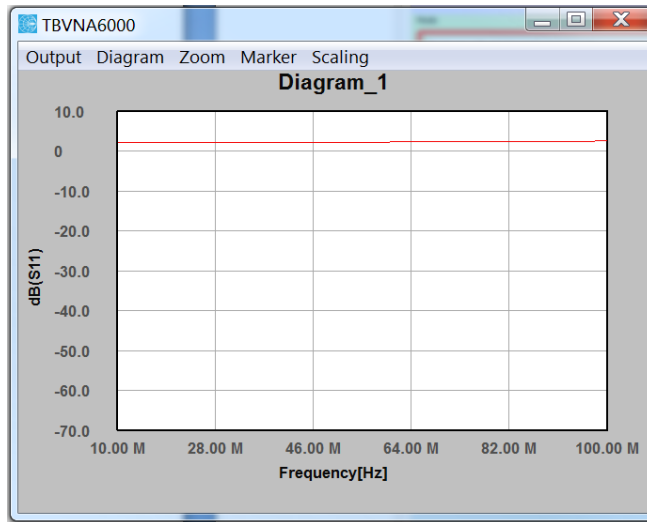 TBVNA6000
Output Diagram Zoom Marker Scaling
Diagram_1
10.0
0
-10.0
-20.0
-30.0
-40.0
-50.0
-60.0
-70.0
dB(S11)
10.00 M 28.00 M 46.00 M 64.00 M 82.00 M 100.00 M
Frequency[Hz]